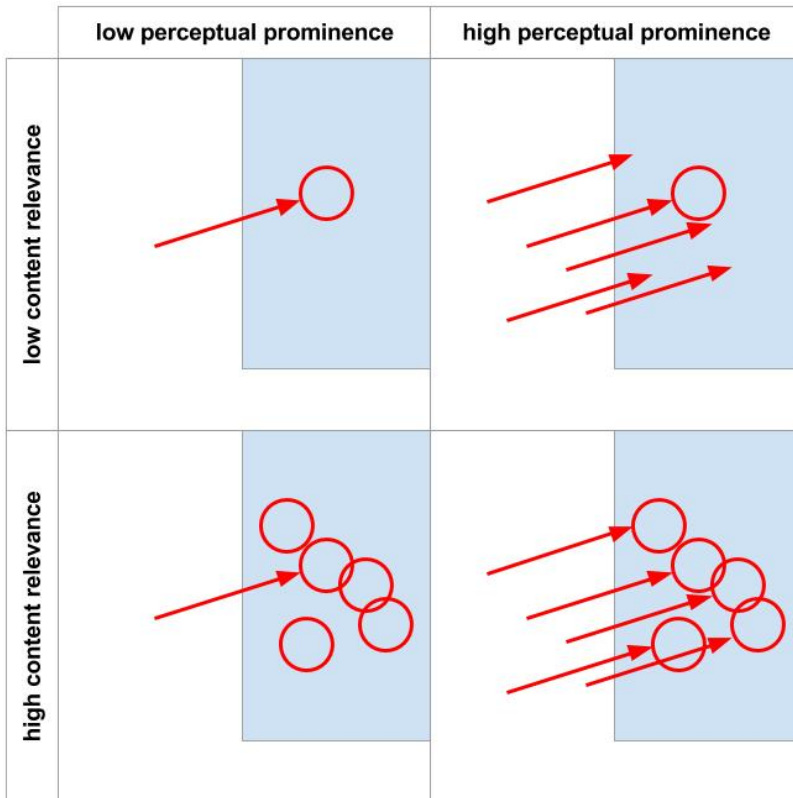 low perceptual prominence
high perceptual prominence
low content relevance
high content relevance